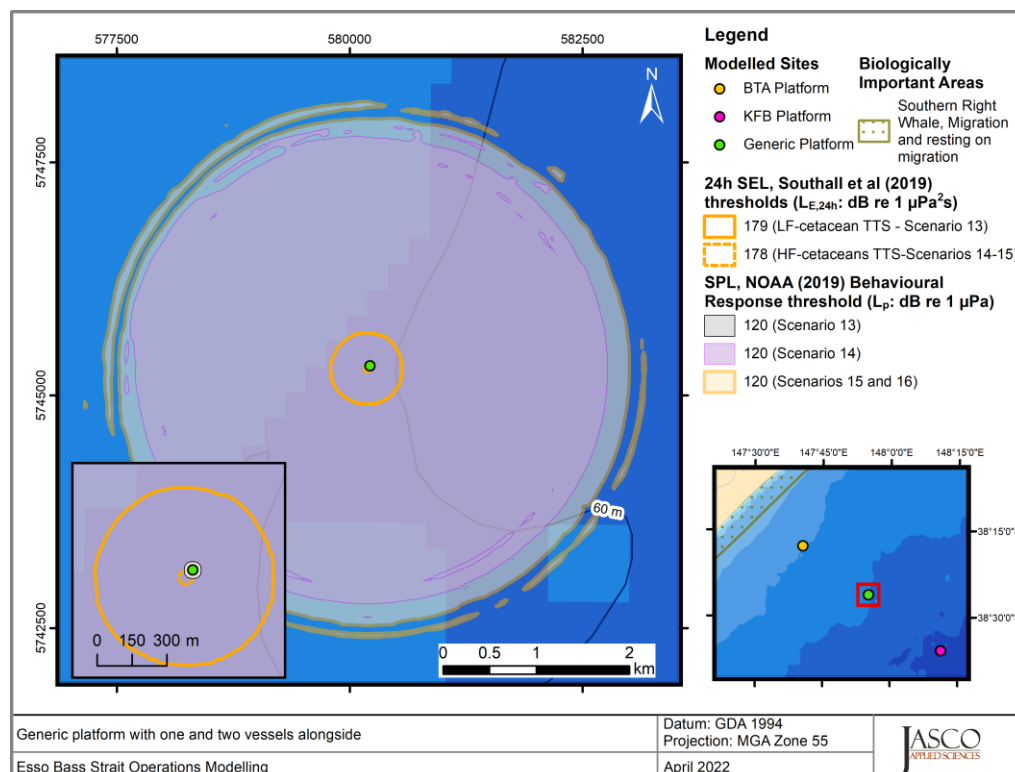 577500
580000
582500
5747500
5745000
5742500
N
60 m
0 150 300 m
0 0.5 1 2
km
Legend
Modelled Sites
BTA Platform
KFB Platform
Generic Platform
Biologically
Important Areas
Southern Right
Whale, Migration
and resting on
migration
24h SEL, Southall et al (2019)
thresholds (LE,24h: dB re 1 µPa²s)
179 (LF-cetacean TTS - Scenario 13)
178 (HF-cetaceans TTS-Scenarios 14-15)
SPL, NOAA (2019) Behavioural
Response threshold (Lp: dB re 1 µPa)
120 (Scenario 13)
120 (Scenario 14)
120 (Scenarios 15 and 16)
147°30'0"E 147°45'0"E 148°0'0"E 148°15'0"E
38°15'0"S
38°30'0"S
Generic platform with one and two vessels alongside
Esso Bass Strait Operations Modelling
Datum: GDA 1994
Projection: MGA Zone 55
April 2022
JASCO
APPLIED SCIENCES